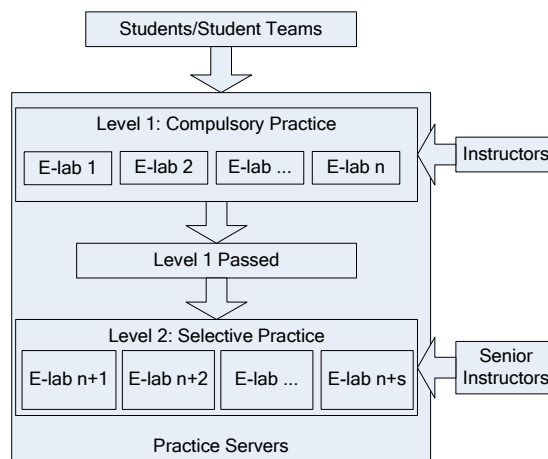 Students/Student Teams
Level 1: Compulsory Practice
E-lab 1
E-lab 2
E-lab ...
E-lab n
Instructors
Level 1 Passed
Level 2: Selective Practice
E-lab n+1
E-lab n+2
E-lab ...
E-lab n+s
Senior
Instructors
Practice Servers